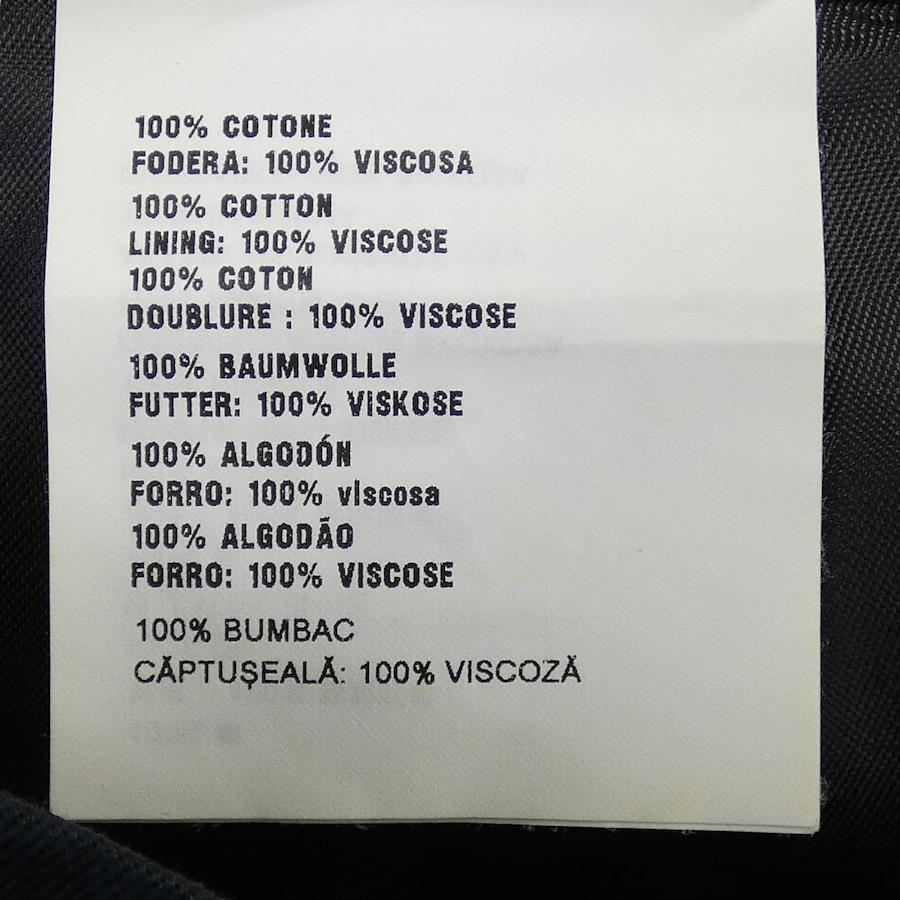 100% COTONE
FODERA: 100% VISCOSA
100% COTTON
LINING: 100% VISCOSE
100% COTON
DOUBLURE : 100% VISCOSE
100% BAUMWOLLE
FUTTER: 100% VISKOSE
100% ALGODÓN
FORRO: 100% viscosa
100% ALGODÃO
FORRO: 100% VISCOSE
100% BUMBAC
CĂPTUȘEALĂ: 100% VISCOZĂ